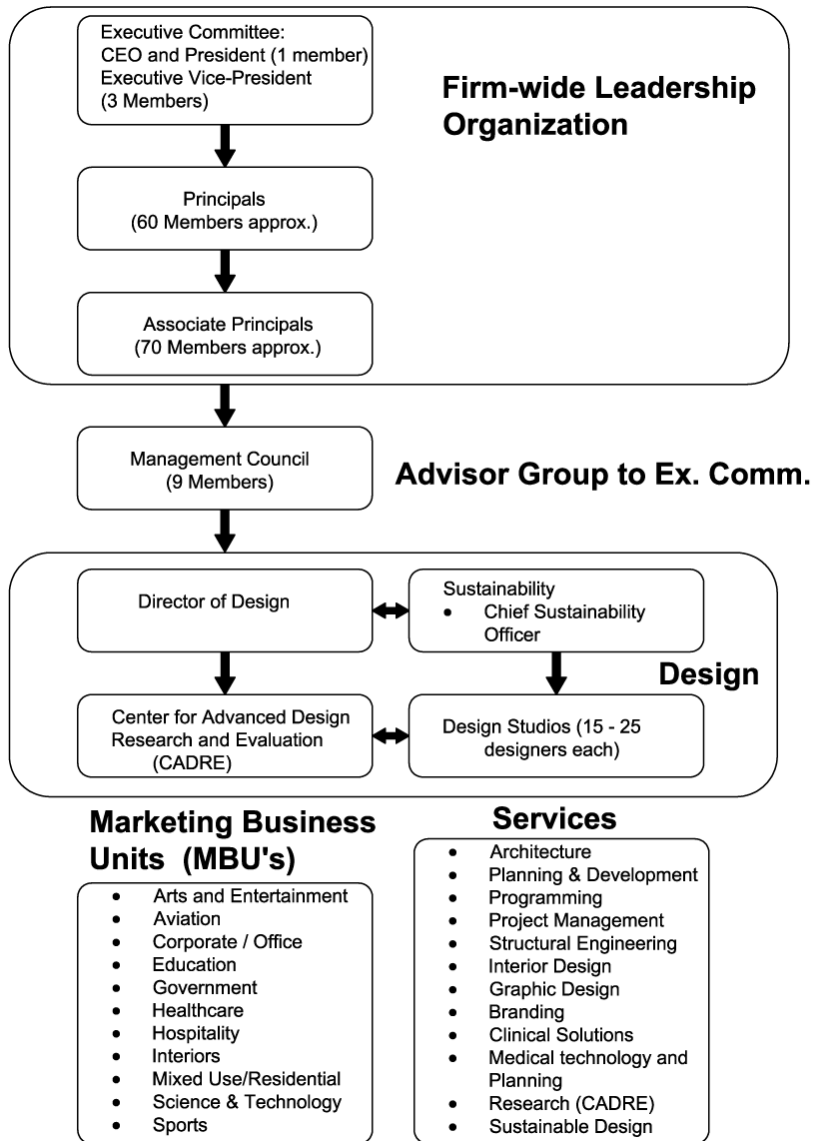 Executive Committee:
CEO and President (1 member)
Executive Vice-President
(3 Members)
Firm-wide Leadership
Organization
Principals
(60 Members approx.)
Associate Principals
(70 Members approx.)
Management Council
(9 Members)
Advisor Group to Ex. Comm.
Director of Design
Sustainability
• Chief Sustainability
Officer
Design
Center for Advanced Design
Research and Evaluation
(CADRE)
Design Studios (15 - 25
designers each)
Marketing Business
Units (MBU's)
• Arts and Entertainment
• Aviation
• Corporate / Office
• Education
• Government
• Healthcare
• Hospitality
• Interiors
• Mixed Use/Residential
• Science & Technology
• Sports
Services
• Architecture
• Planning & Development
• Programming
• Project Management
• Structural Engineering
• Interior Design
• Graphic Design
• Branding
• Clinical Solutions
• Medical technology and
Planning
• Research (CADRE)
• Sustainable Design